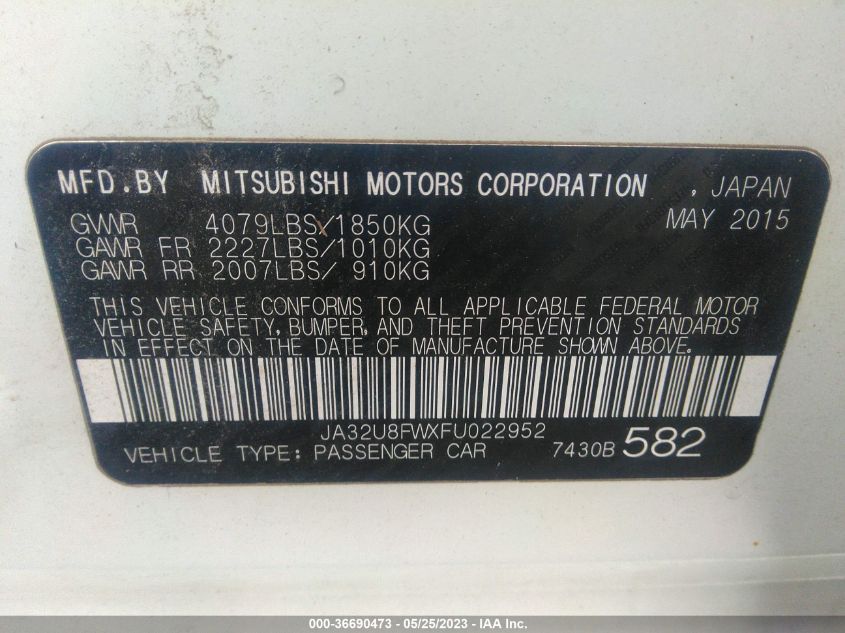 MFD.BY MITSUBISHI MOTORS CORPORATION , JAPAN
GVWR 4079LBS/1850KG MAY 2015
GAWR FR 2227LBS/1010KG
GAWR RR 2007LBS/ 910KG
THIS VEHICLE CONFORMS TO ALL APPLICABLE FEDERAL MOTOR
VEHICLE SAFETY, BUMPER, AND THEFT PREVENTION STANDARDS
IN EFFECT ON THE DATE OF MANUFACTURE SHOWN ABOVE.
JA32U8FWXFU022952
VEHICLE TYPE: PASSENGER CAR 7430B 582
000-36690473 - 05/25/2023 - IAA, Inc.